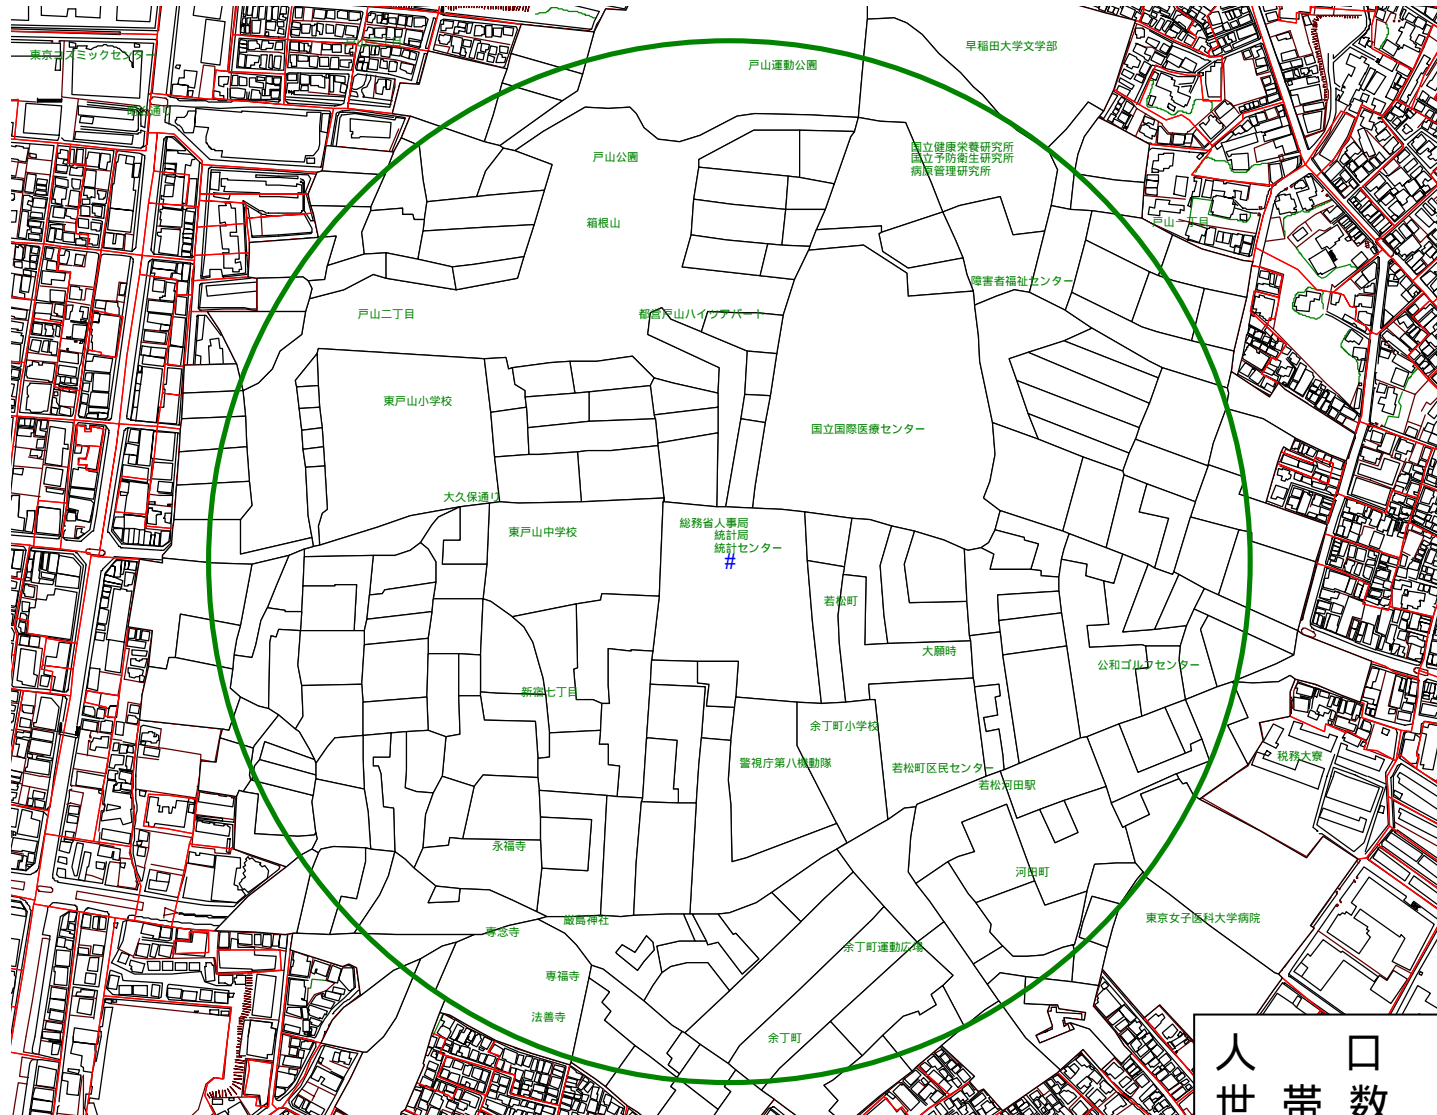 早稲田大学文学部
東京コズミックセンター
戸山運動公園
国立健康栄養研究所
国立予防衛生研究所
病原管理研究所
戸山公園
箱根山
戸山一丁目
障害者福祉センター
戸山二丁目
都営戸山ハイツアパート
東戸山小学校
国立国際医療センター
大久保通り
東戸山中学校
総務省人事局
統計局
統計センター
#
若松町
大願時
公和ゴルフセンター
新宿七丁目
余丁町小学校
警視庁第八機動隊
若松町区民センター
税務大寮
若松河田駅
永福寺
河田町
厳島神社
東京女子医科大学病院
専念寺
余丁町運動広場
専福寺
法善寺
余丁町
人口
世帯数